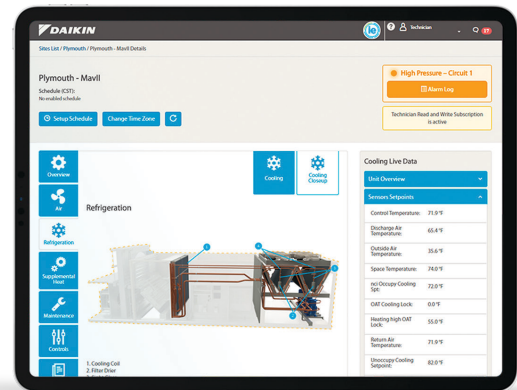 DAIKIN
ie
Technician
27
Sites List / Plymouth / Plymouth - MavII Details
Plymouth - MavII
Schedule (CST):
No enabled schedule
Setup Schedule
Change Time Zone
High Pressure – Circuit 1
Alarm Log
Technician Read and Write Subscription
is active
Overview
Air
Refrigeration
Supplemental
Heat
Maintenance
Controls
Refrigeration
Cooling
Cooling
Closeup
1. Cooling Coil
2. Filter Drier
Cooling Live Data
Unit Overview
Sensors Setpoints
Control Temperature: 71.9 °F
Discharge Air
Temperature: 65.4 °F
Outside Air
Temperature: 35.6 °F
Space Temperature: 74.0 °F
nci Occupy Cooling
Spt: 72.0 °F
OAT Cooling Lock: 0.0 °F
Heating high OAT
Lock: 55.0 °F
Return Air
Temperature: 71.9 °F
Unoccupy Cooling
Setpoint: 82.0 °F